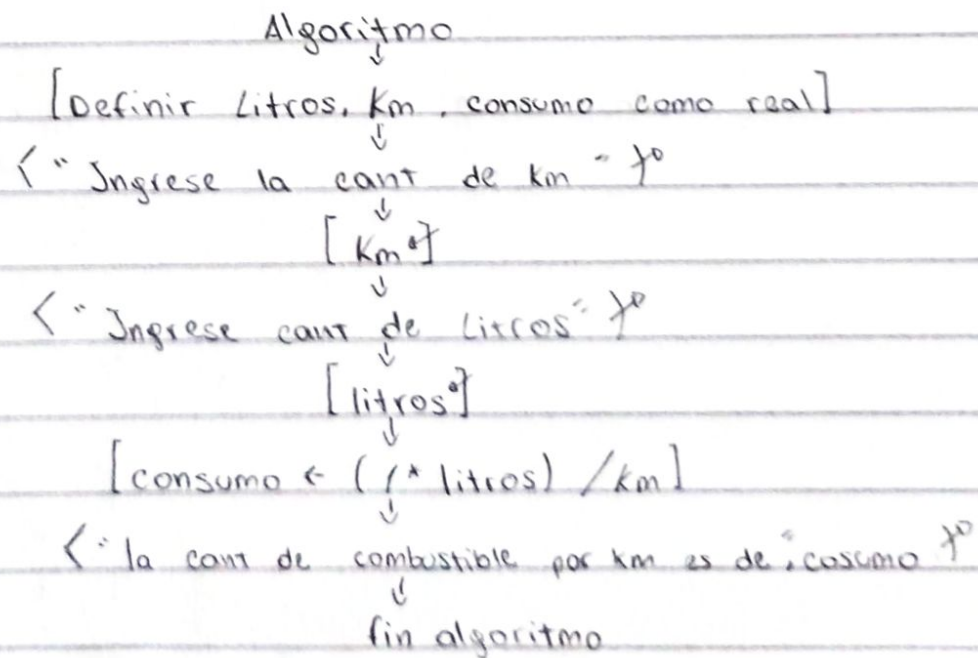 Algoritmo
[Definir Litros, Km, consumo como real]
"Ingrese la cant de km"
[Km]
"Ingrese cant de Litros"
[litros]
[consumo ← (1 * litros) / km]
"la cant de combustible por km es de", cosumo
fin algoritmo